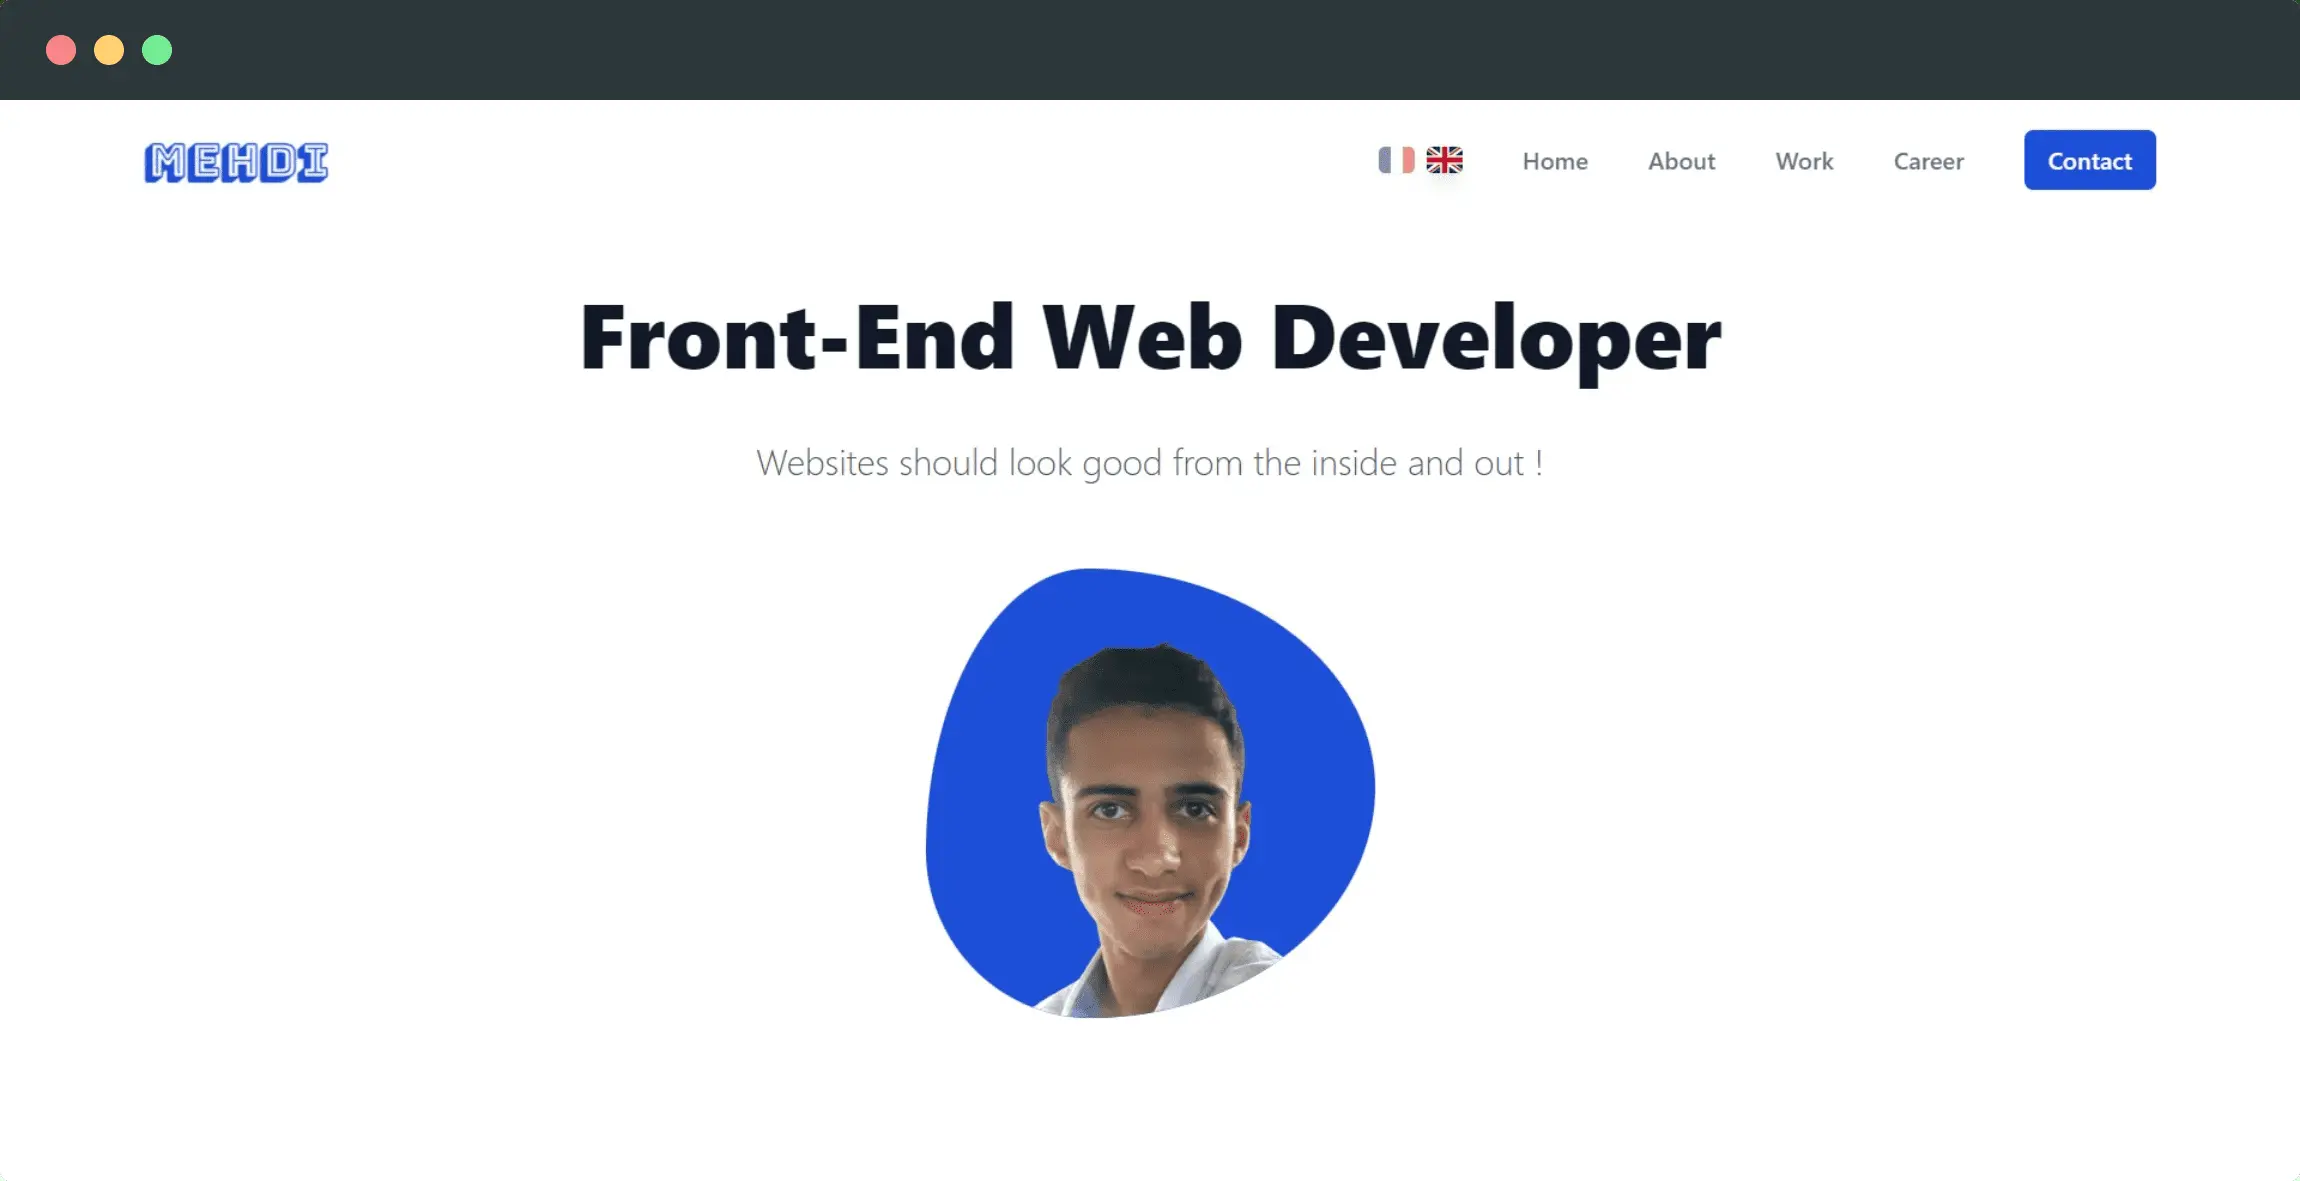 MEHDI
Home About Work Career Contact
Front-End Web Developer
Websites should look good from the inside and out !